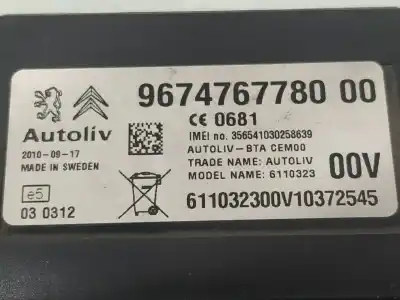 9674767780 00
CE 0681
Autoliv
IMEI no. 356541030258639
AUTOLIV-BTA CEM00
2010-09-17
TRADE NAME: AUTOLIV
00V
MADE IN SWEDEN
MODEL NAME: 6110323
e5
03 0312
611032300V10372545